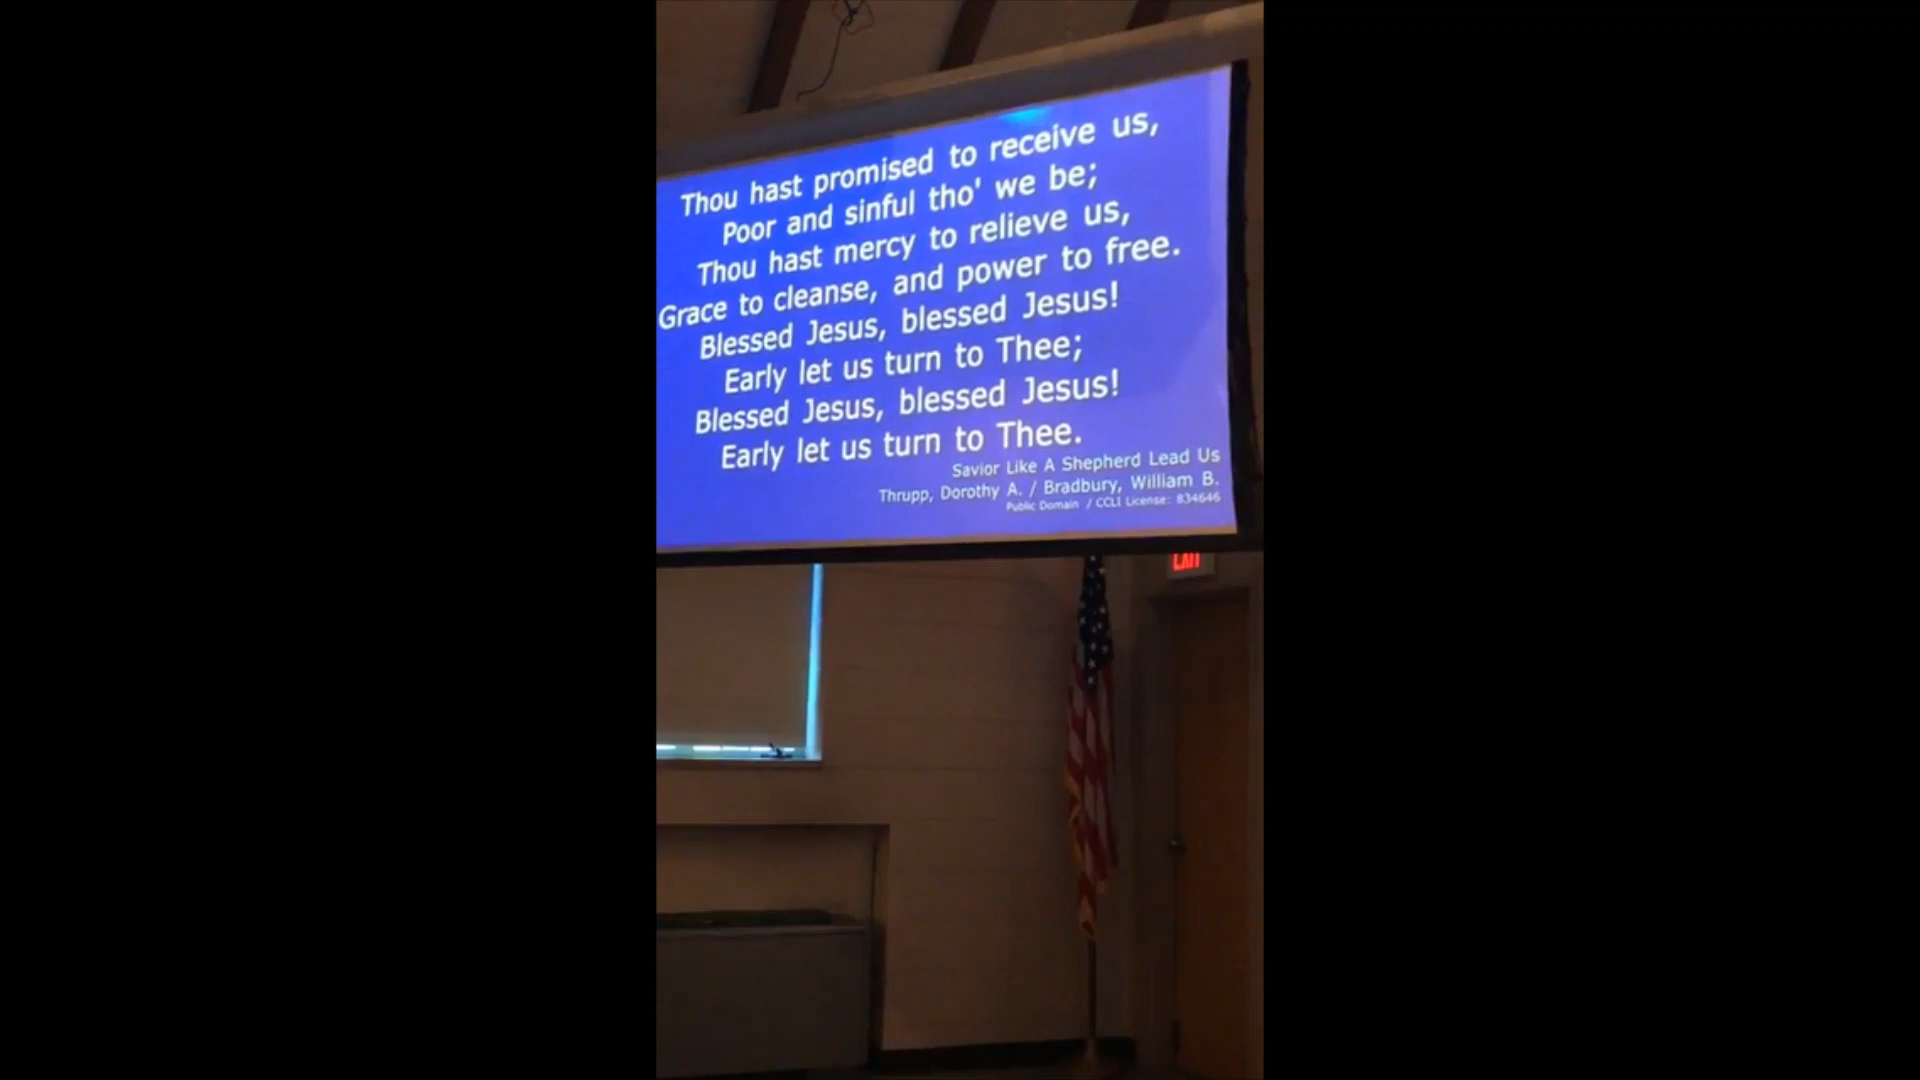 Thou hast promised to receive us,
Poor and sinful tho' we be;
Thou hast mercy to relieve us,
Grace to cleanse, and power to free.
Blessed Jesus, blessed Jesus!
Early let us turn to Thee;
Blessed Jesus, blessed Jesus!
Early let us turn to Thee.
Savior Like A Shepherd Lead Us
Thrupp, Dorothy A. / Bradbury, William B.
Public Domain / CCLI License: 834646
EXIT